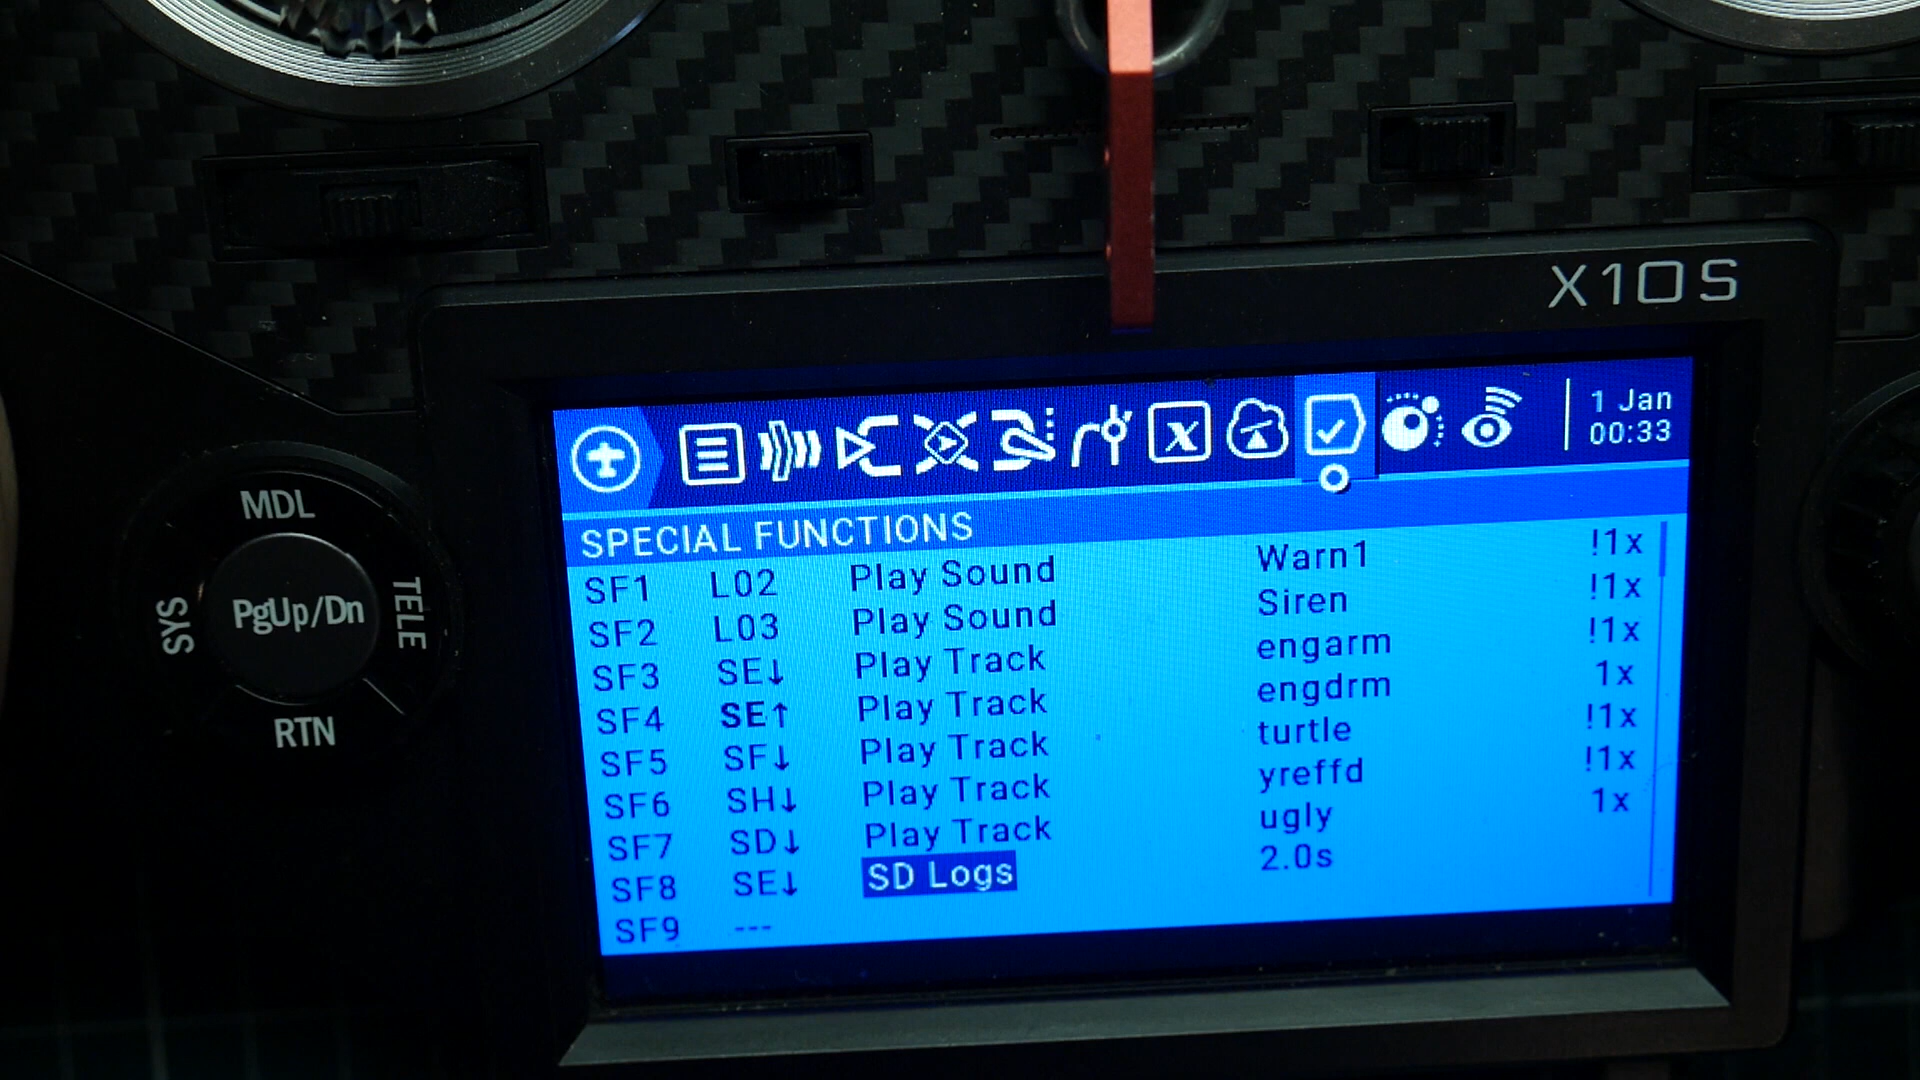 X10S
1 Jan
00:33
SPECIAL FUNCTIONS
SF1 L02 Play Sound Warn1 !1x
SF2 L03 Play Sound Siren !1x
SF3 SE↓ Play Track engarm !1x
SF4 SE↑ Play Track engdrm 1x
SF5 SF↓ Play Track turtle !1x
SF6 SH↓ Play Track yreffd !1x
SF7 SD↓ Play Track ugly 1x
SF8 SE↓ SD Logs 2.0s
SF9 ---
MDL
SYS
PgUp/Dn
TELE
RTN